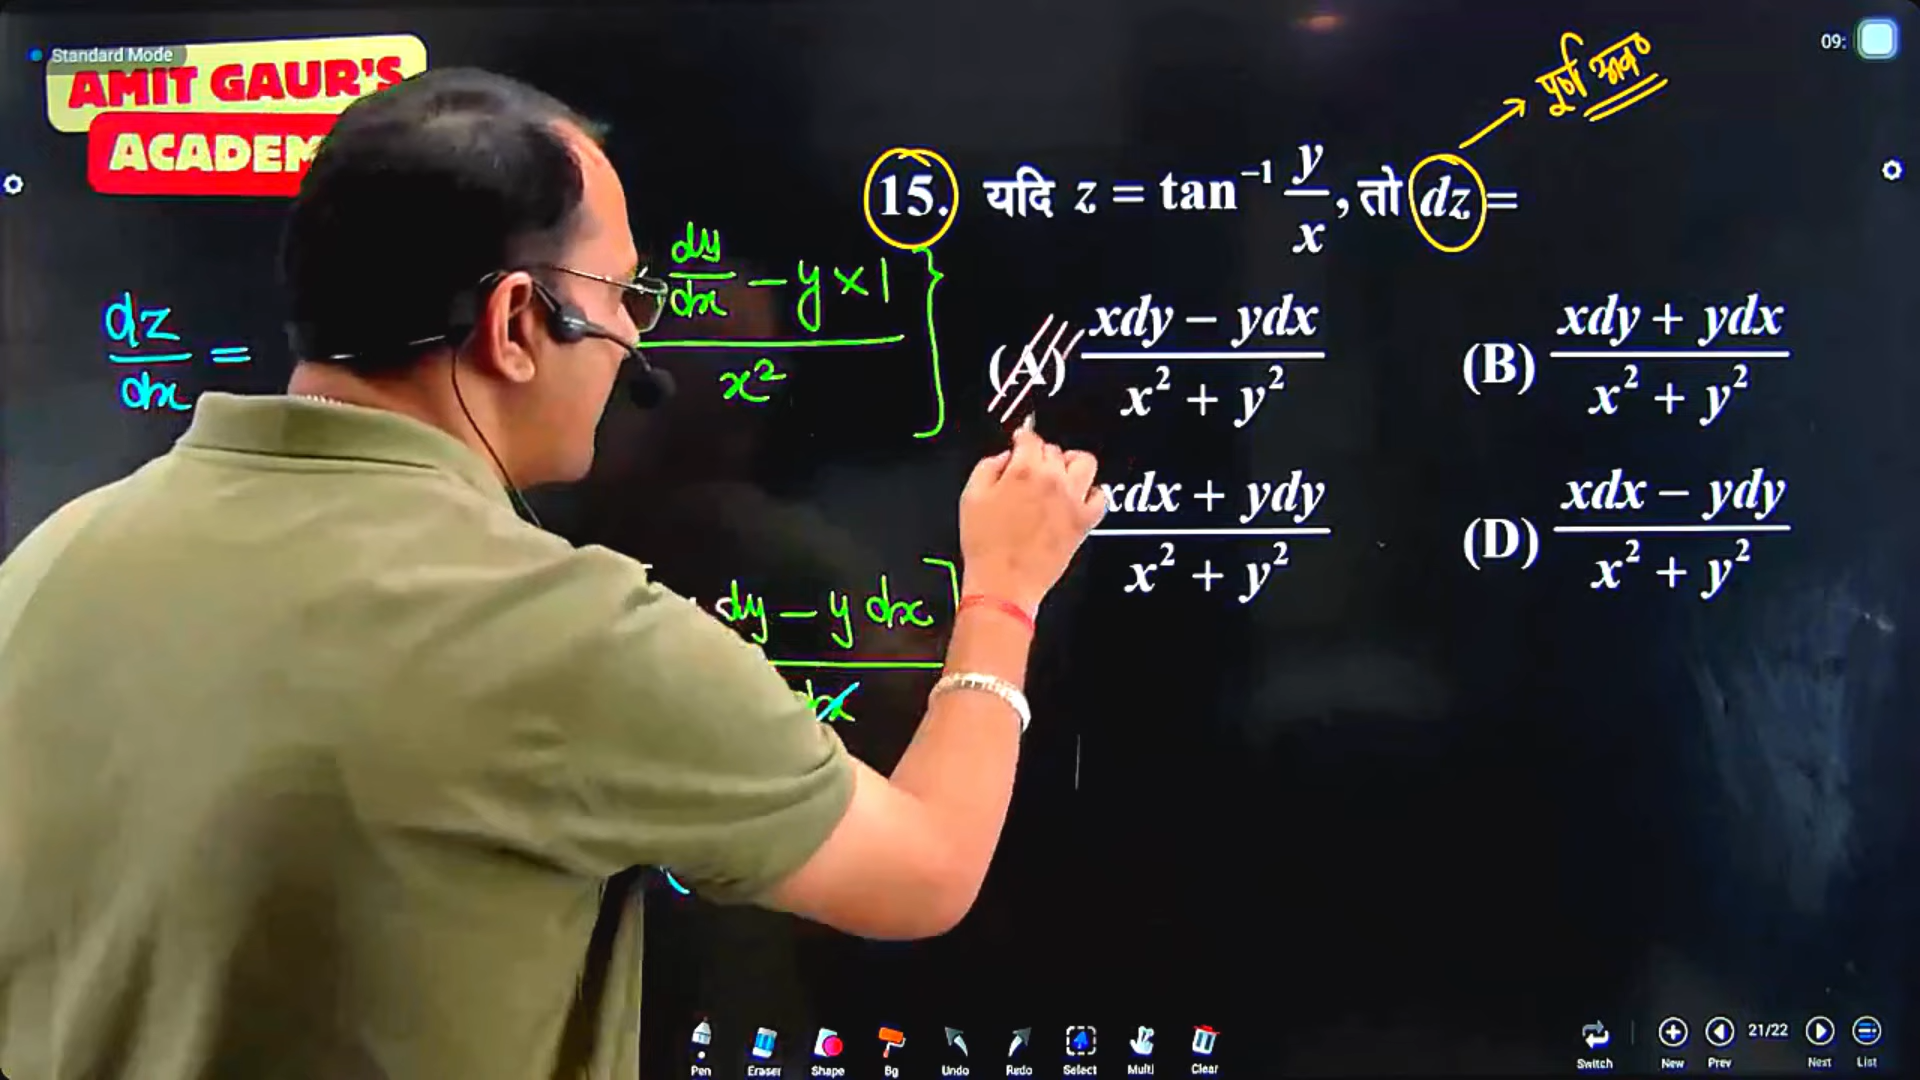 Standard Mode
09:
AMIT GAUR'S
ACADEM
पूर्ण अव०
15. यदि z = tan⁻¹ y/x, तो dz =
(A) (xdy − ydx)/(x² + y²)
(B) (xdy + ydx)/(x² + y²)
(xdx + ydy)/(x² + y²)
(D) (xdx − ydy)/(x² + y²)
dz/dx =
(dy/dx − y × 1)/x² }
dy − y dx ]
dx
Pen Eraser Shape Bg Undo Redo Select Multi Clear
Switch New Prev 21/22 Next List